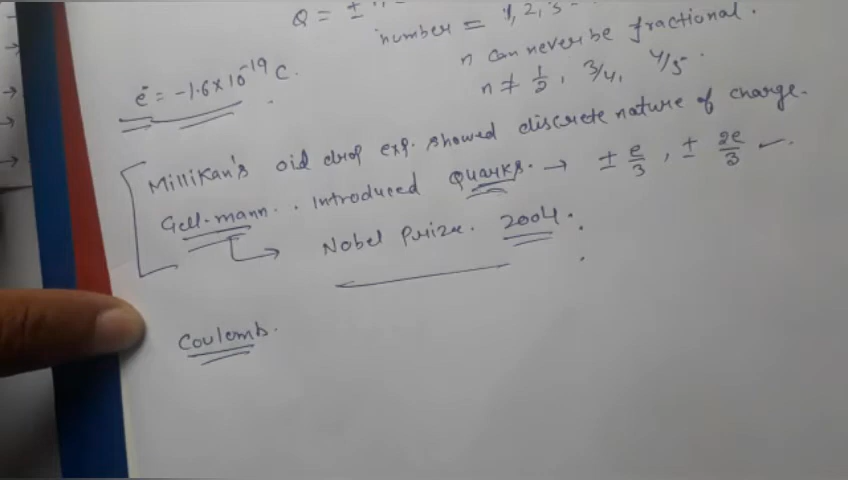 Q = ±
number = 1, 2, 3
n can never be fractional.
n ≠ 1/2, 3/4, 4/5.
e⁻ = -1.6 x 10⁻¹⁹ C.
Millikan's oid drop exp. showed discrete nature of charge.
Gell-mann.. Introduced Quarks. → ± e/3, ± 2e/3
Nobel Prize. 2004.
Coulomb.